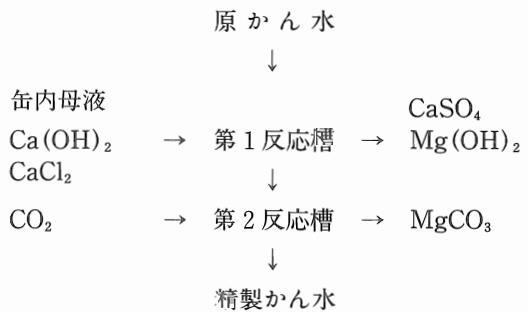 原かん水
↓
缶内母液
CaSO₄
Ca(OH)₂ → 第1反応槽 → Mg(OH)₂
CaCl₂
↓
CO₂ → 第2反応槽 → MgCO₃
↓
精製かん水